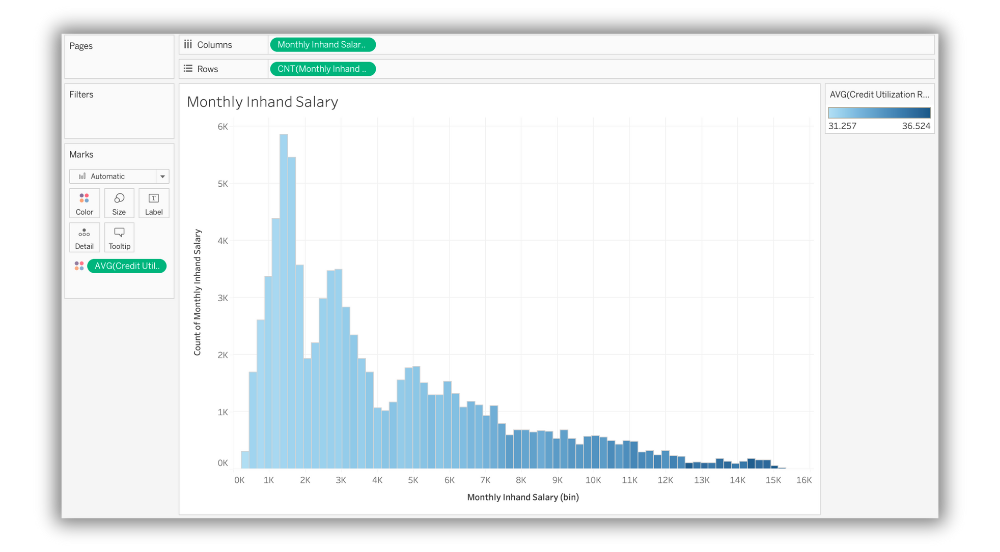 Pages
Columns
Monthly Inhand Salar..
Rows
CNT(Monthly Inhand ..
Filters
Marks
Automatic
Color
Size
T
Label
Detail
Tooltip
AVG(Credit Util..
Monthly Inhand Salary
Count of Monthly Inhand Salary
6K
5K
4K
3K
2K
1K
0K
0K 1K 2K 3K 4K 5K 6K 7K 8K 9K 10K 11K 12K 13K 14K 15K 16K
Monthly Inhand Salary (bin)
AVG(Credit Utilization R...
31.257 36.524